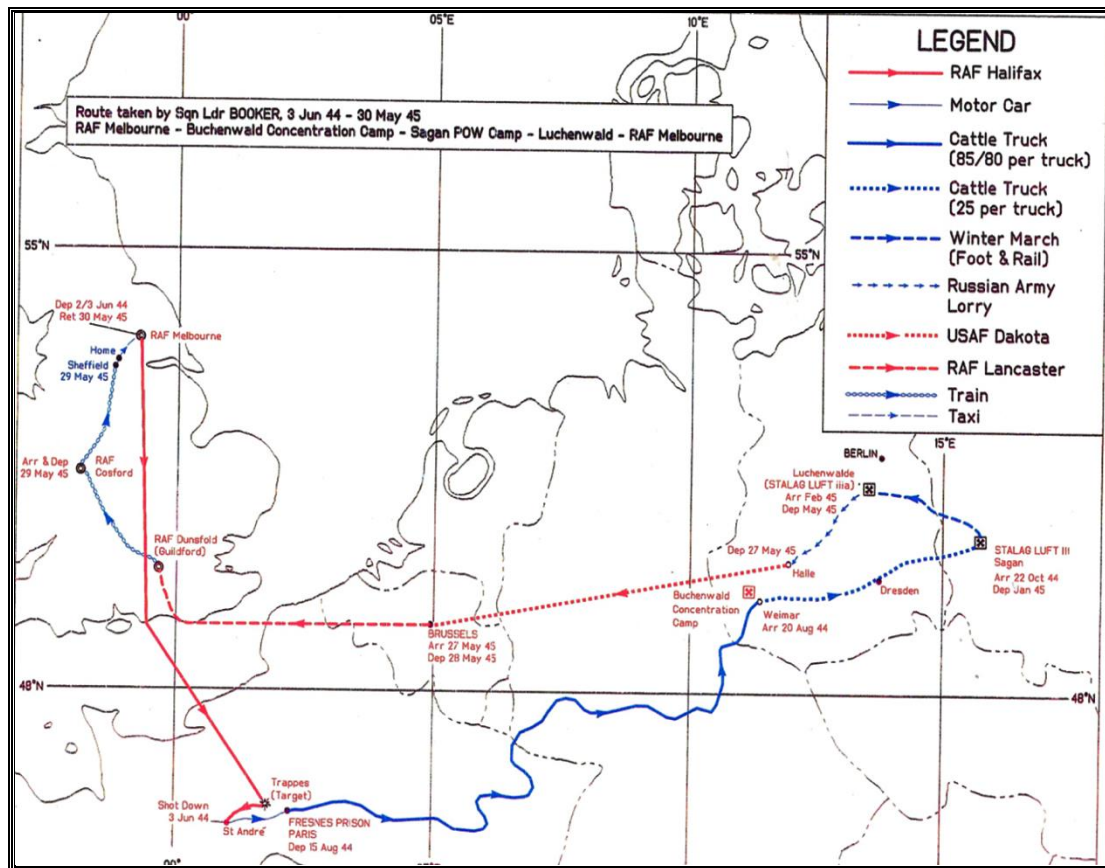 00
05°E
10°E
LEGEND
RAF Halifax
Motor Car
Cattle Truck
(85/80 per truck)
Cattle Truck
(25 per truck)
Winter March
(Foot & Rail)
Russian Army
Lorry
USAF Dakota
RAF Lancaster
Train
Taxi
Route taken by Sqn Ldr BOOKER, 3 Jun 44 - 30 May 45
RAF Melbourne - Buchenwald Concentration Camp - Sagan POW Camp - Luchenwald - RAF Melbourne
55°N
55°N
Dep 2/3 Jun 44
Ret 30 May 45
RAF Melbourne
Home
Sheffield
29 May 45
Arr & Dep
29 May 45
RAF
Cosford
RAF Dunsfold
(Guildford)
15°E
BERLIN
Luchenwalde
(STALAG LUFT iiia)
Arr Feb 45
Dep May 45
STALAG LUFT III
Sagan
Arr 22 Oct 44
Dep Jan 45
Dep 27 May 45
Halle
Dresden
Buchenwald
Concentration
Camp
Weimar
Arr 20 Aug 44
BRUSSELS
Arr 27 May 45
Dep 28 May 45
48°N
48°N
Trappes
(Target)
Shot Down
3 Jun 44
St André
FRESNES PRISON
PARIS
Dep 15 Aug 44
00°